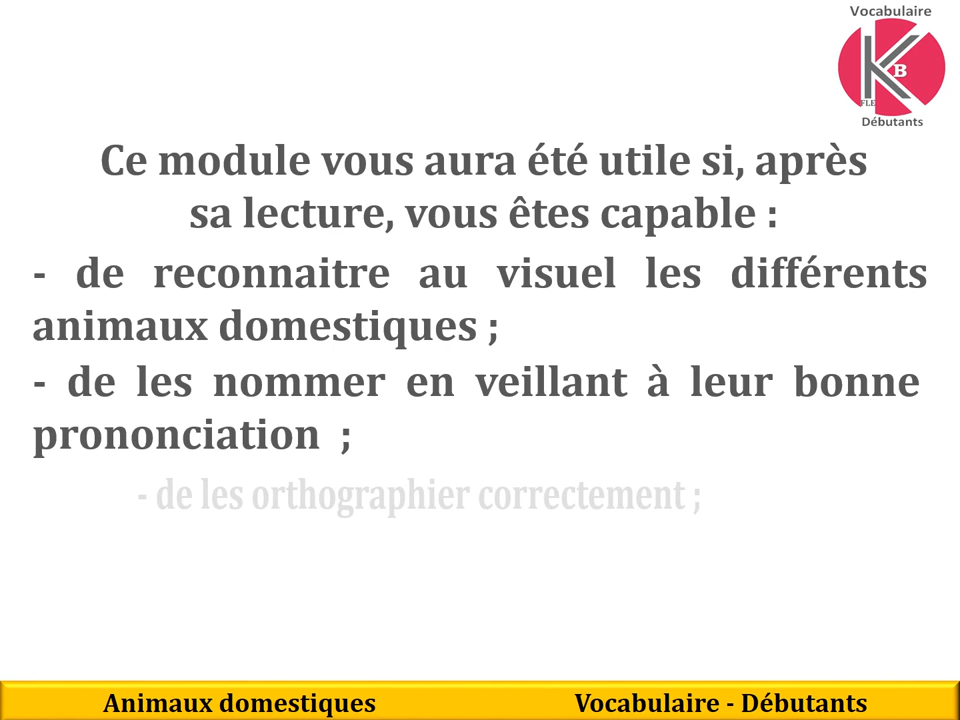 Vocabulaire
K
B
FLE
Débutants
Ce module vous aura été utile si, après
sa lecture, vous êtes capable :
- de reconnaitre au visuel les différents
animaux domestiques ;
- de les nommer en veillant à leur bonne
prononciation ;
- de les orthographier correctement ;
Animaux domestiques
Vocabulaire - Débutants